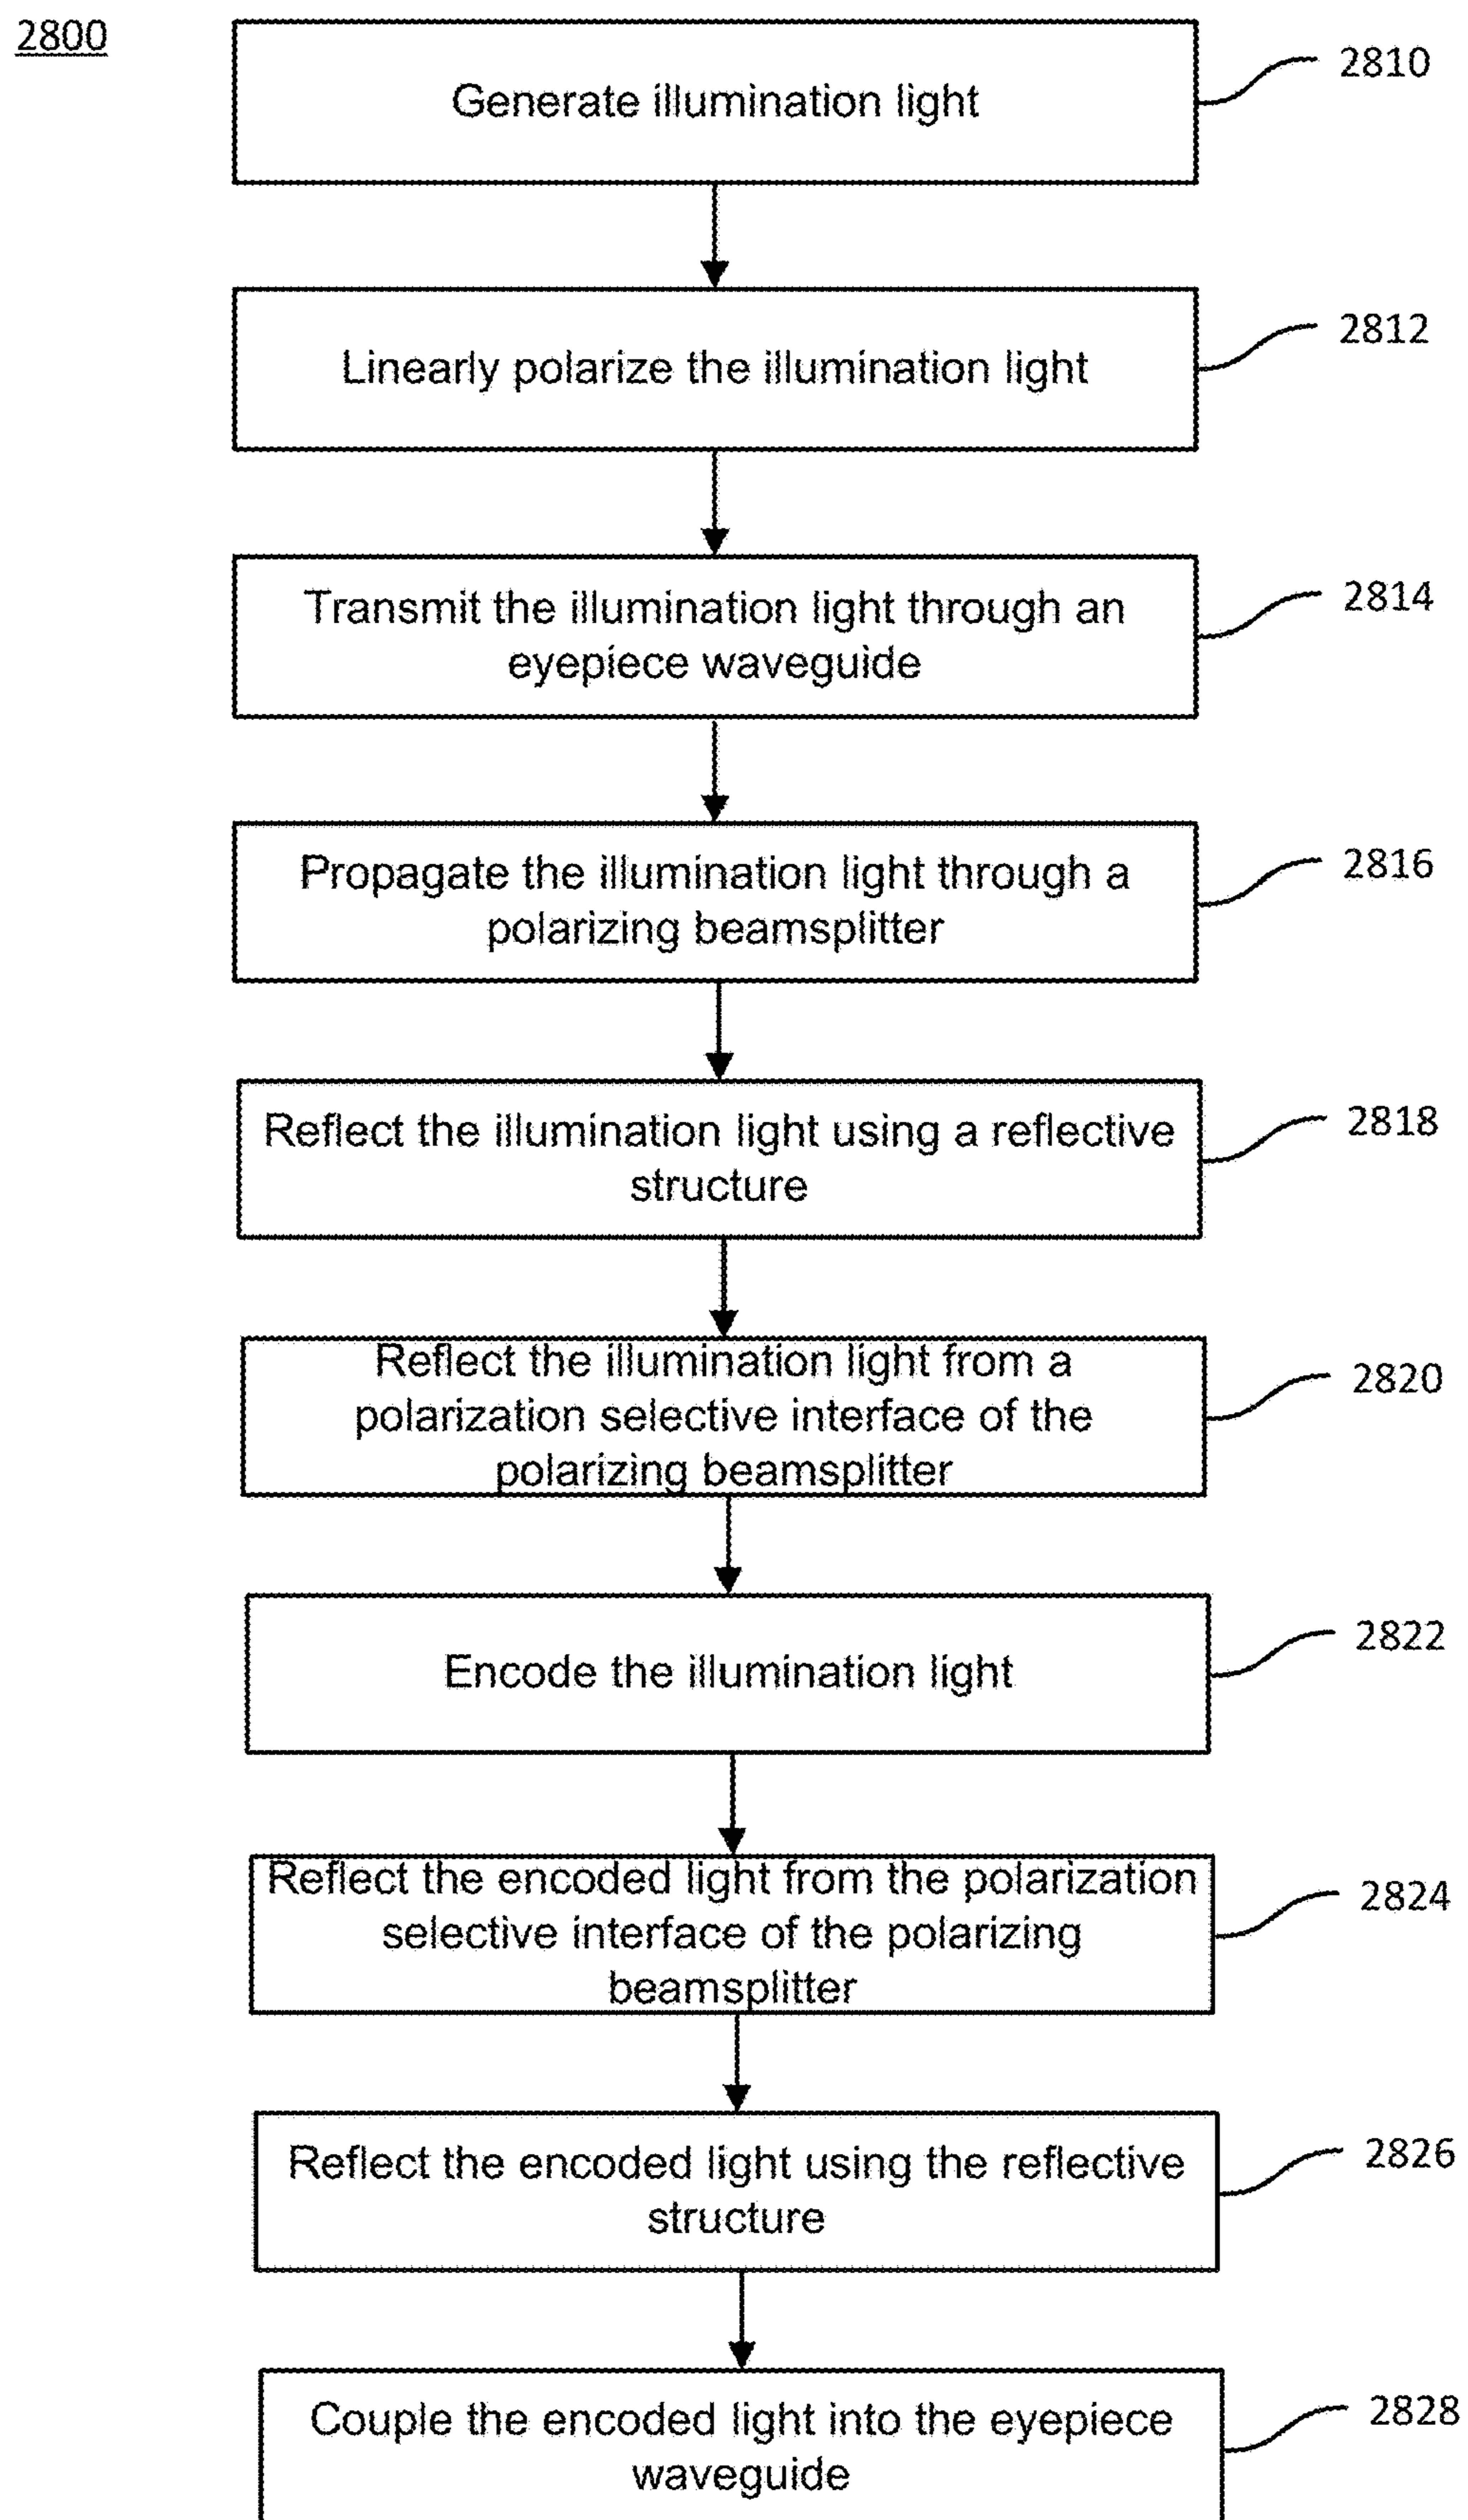 2800
Generate illumination light
2810
Linearly polarize the illumination light
2812
Transmit the illumination light through an
eyepiece waveguide
2814
Propagate the illumination light through a
polarizing beamsplitter
2816
Reflect the illumination light using a reflective
structure
2818
Reflect the illumination light from a
polarization selective interface of the
polarizing beamsplitter
2820
Encode the illumination light
2822
Reflect the encoded light from the polarization
selective interface of the polarizing
beamsplitter
2824
Reflect the encoded light using the reflective
structure
2826
Couple the encoded light into the eyepiece
waveguide
2828